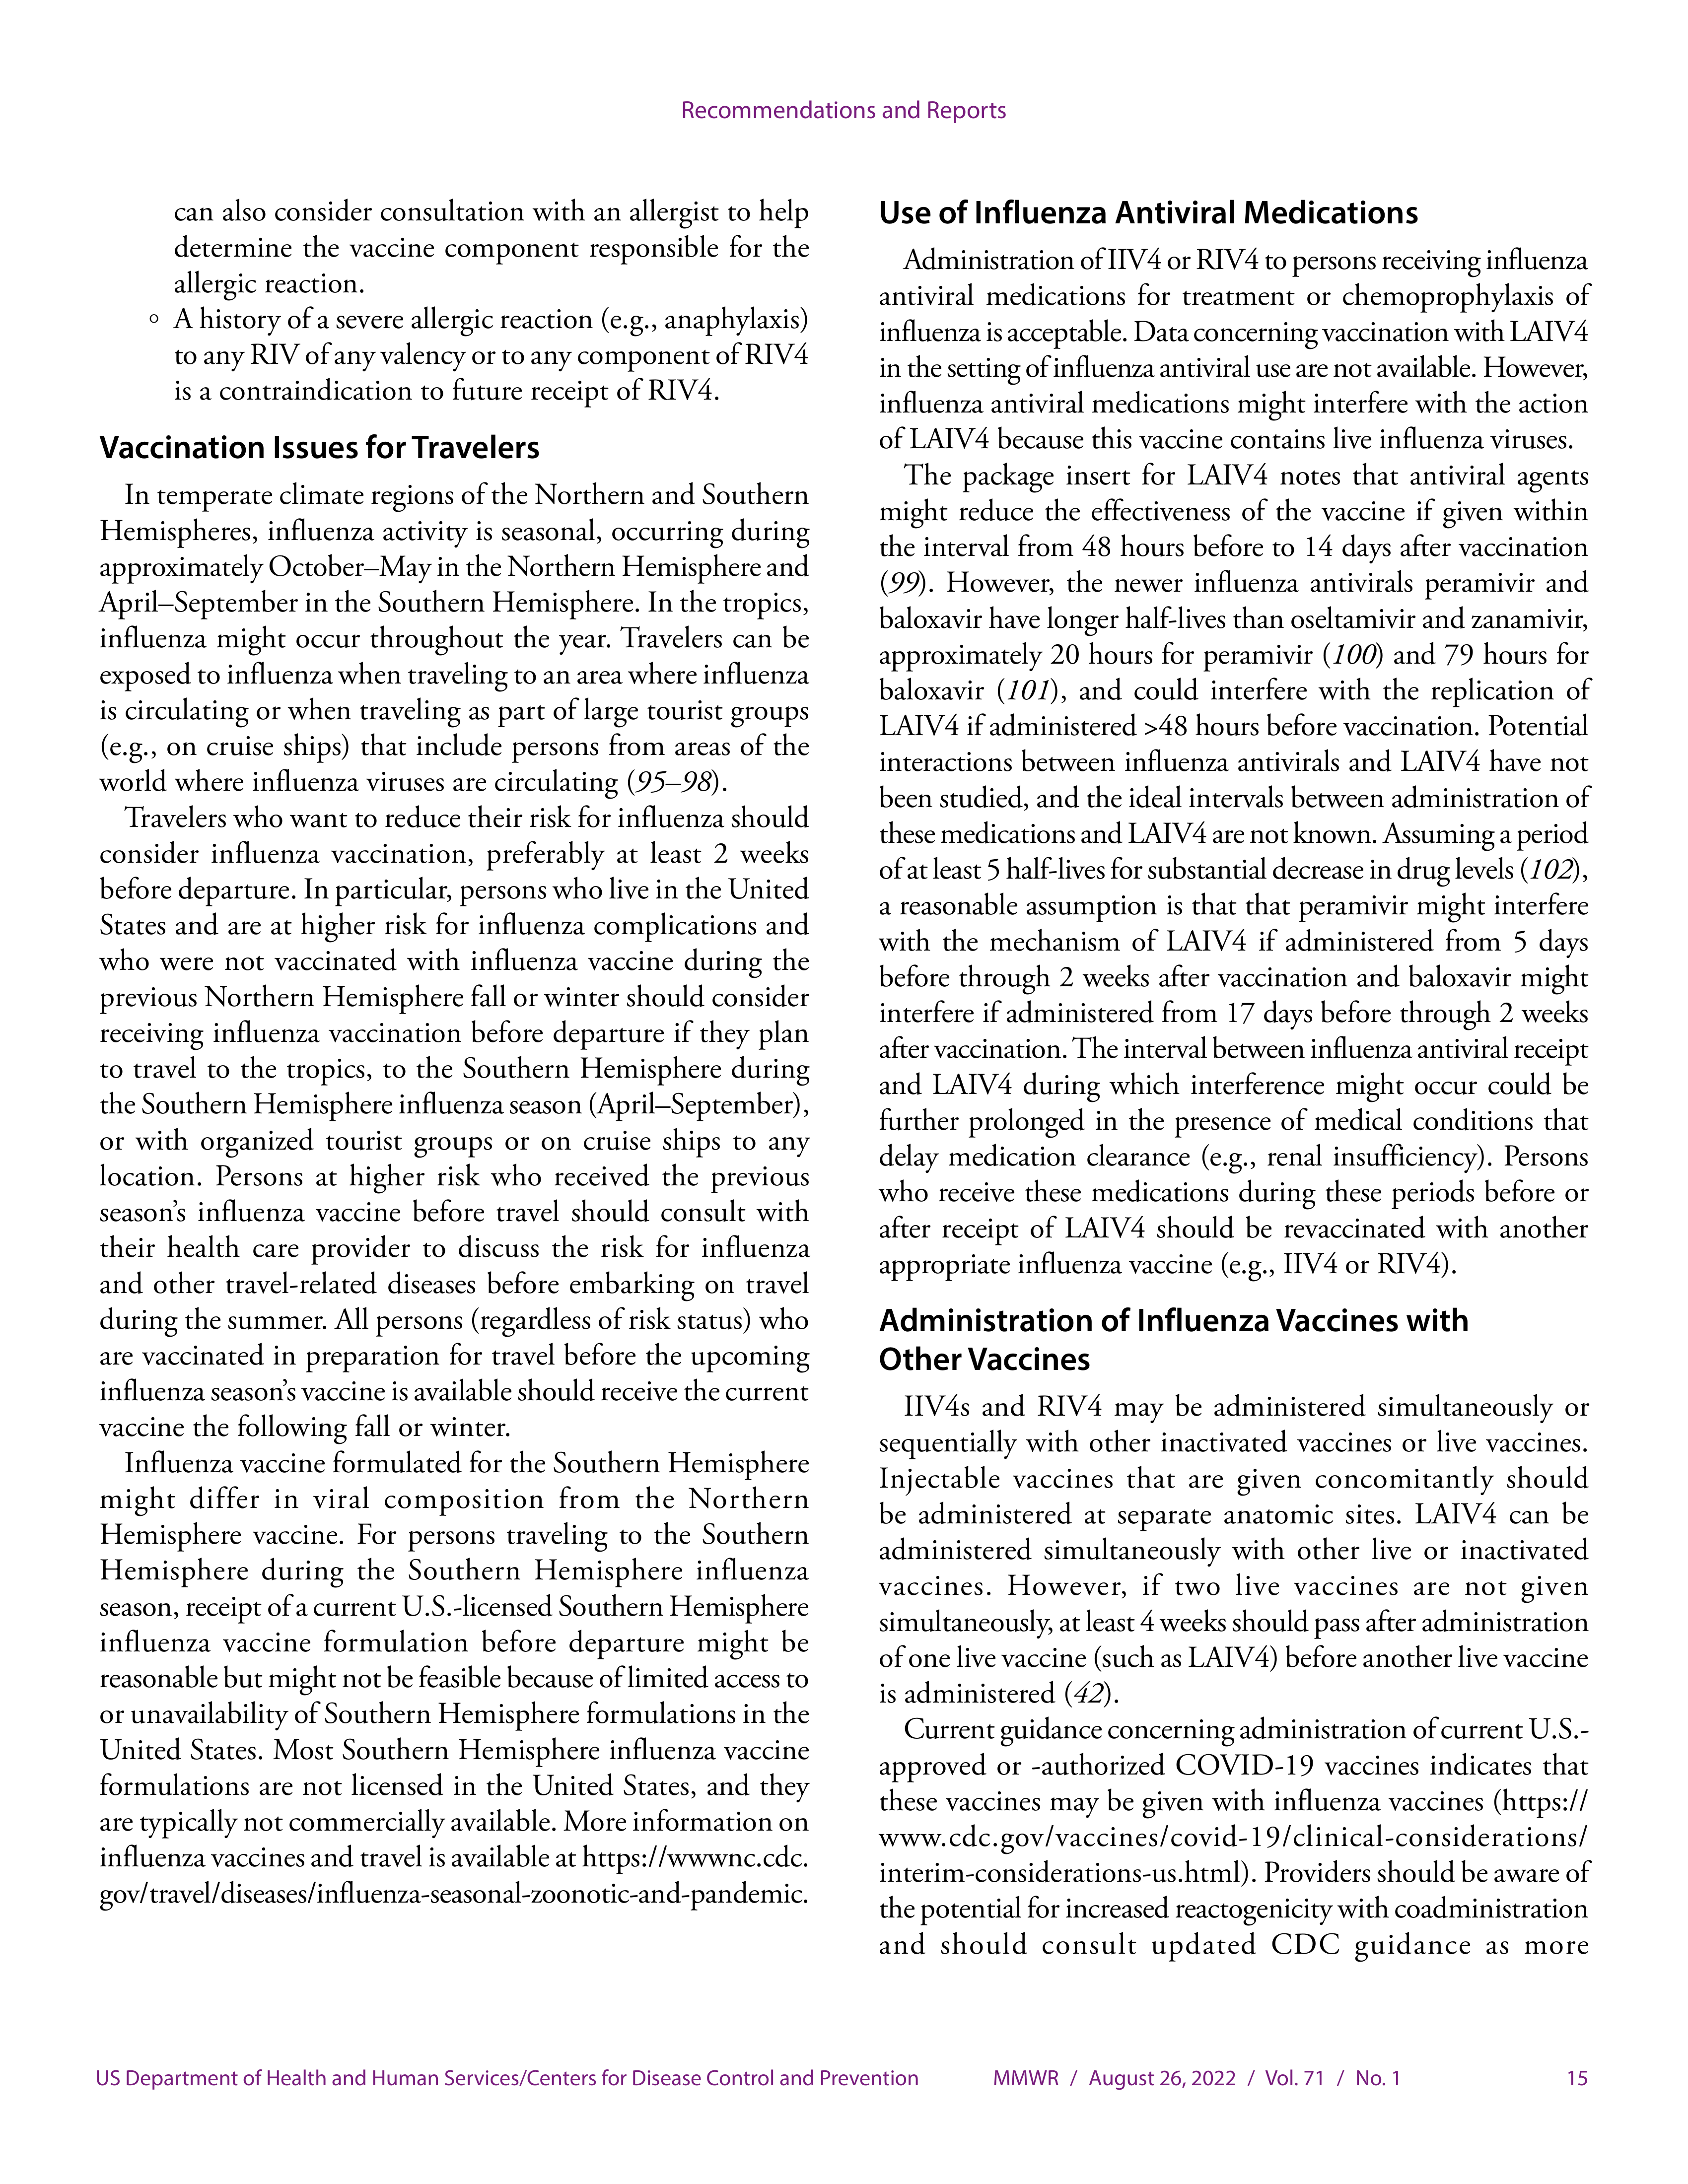 Recommendations and Reports
can also consider consultation with an allergist to help
determine the vaccine component responsible for the
allergic reaction.
° A history of a severe allergic reaction (e.g., anaphylaxis)
to any RIV of any valency or to any component of RIV4
is a contraindication to future receipt of RIV4.
Vaccination Issues for Travelers
In temperate climate regions of the Northern and Southern
Hemispheres, influenza activity is seasonal, occurring during
approximately October–May in the Northern Hemisphere and
April–September in the Southern Hemisphere. In the tropics,
influenza might occur throughout the year. Travelers can be
exposed to influenza when traveling to an area where influenza
is circulating or when traveling as part of large tourist groups
(e.g., on cruise ships) that include persons from areas of the
world where influenza viruses are circulating (95–98).
Travelers who want to reduce their risk for influenza should
consider influenza vaccination, preferably at least 2 weeks
before departure. In particular, persons who live in the United
States and are at higher risk for influenza complications and
who were not vaccinated with influenza vaccine during the
previous Northern Hemisphere fall or winter should consider
receiving influenza vaccination before departure if they plan
to travel to the tropics, to the Southern Hemisphere during
the Southern Hemisphere influenza season (April–September),
or with organized tourist groups or on cruise ships to any
location. Persons at higher risk who received the previous
season’s influenza vaccine before travel should consult with
their health care provider to discuss the risk for influenza
and other travel-related diseases before embarking on travel
during the summer. All persons (regardless of risk status) who
are vaccinated in preparation for travel before the upcoming
influenza season’s vaccine is available should receive the current
vaccine the following fall or winter.
Influenza vaccine formulated for the Southern Hemisphere
might differ in viral composition from the Northern
Hemisphere vaccine. For persons traveling to the Southern
Hemisphere during the Southern Hemisphere influenza
season, receipt of a current U.S.-licensed Southern Hemisphere
influenza vaccine formulation before departure might be
reasonable but might not be feasible because of limited access to
or unavailability of Southern Hemisphere formulations in the
United States. Most Southern Hemisphere influenza vaccine
formulations are not licensed in the United States, and they
are typically not commercially available. More information on
influenza vaccines and travel is available at https://wwwnc.cdc.
gov/travel/diseases/influenza-seasonal-zoonotic-and-pandemic.
Use of Influenza Antiviral Medications
Administration of IIV4 or RIV4 to persons receiving influenza
antiviral medications for treatment or chemoprophylaxis of
influenza is acceptable. Data concerning vaccination with LAIV4
in the setting of influenza antiviral use are not available. However,
influenza antiviral medications might interfere with the action
of LAIV4 because this vaccine contains live influenza viruses.
The package insert for LAIV4 notes that antiviral agents
might reduce the effectiveness of the vaccine if given within
the interval from 48 hours before to 14 days after vaccination
(99). However, the newer influenza antivirals peramivir and
baloxavir have longer half-lives than oseltamivir and zanamivir,
approximately 20 hours for peramivir (100) and 79 hours for
baloxavir (101), and could interfere with the replication of
LAIV4 if administered >48 hours before vaccination. Potential
interactions between influenza antivirals and LAIV4 have not
been studied, and the ideal intervals between administration of
these medications and LAIV4 are not known. Assuming a period
of at least 5 half-lives for substantial decrease in drug levels (102),
a reasonable assumption is that that peramivir might interfere
with the mechanism of LAIV4 if administered from 5 days
before through 2 weeks after vaccination and baloxavir might
interfere if administered from 17 days before through 2 weeks
after vaccination. The interval between influenza antiviral receipt
and LAIV4 during which interference might occur could be
further prolonged in the presence of medical conditions that
delay medication clearance (e.g., renal insufficiency). Persons
who receive these medications during these periods before or
after receipt of LAIV4 should be revaccinated with another
appropriate influenza vaccine (e.g., IIV4 or RIV4).
Administration of Influenza Vaccines with
Other Vaccines
IIV4s and RIV4 may be administered simultaneously or
sequentially with other inactivated vaccines or live vaccines.
Injectable vaccines that are given concomitantly should
be administered at separate anatomic sites. LAIV4 can be
administered simultaneously with other live or inactivated
vaccines. However, if two live vaccines are not given
simultaneously, at least 4 weeks should pass after administration
of one live vaccine (such as LAIV4) before another live vaccine
is administered (42).
Current guidance concerning administration of current U.S.-
approved or -authorized COVID-19 vaccines indicates that
these vaccines may be given with influenza vaccines (https://
www.cdc.gov/vaccines/covid-19/clinical-considerations/
interim-considerations-us.html). Providers should be aware of
the potential for increased reactogenicity with coadministration
and should consult updated CDC guidance as more
US Department of Health and Human Services/Centers for Disease Control and Prevention MMWR / August 26, 2022 / Vol. 71 / No. 1 15